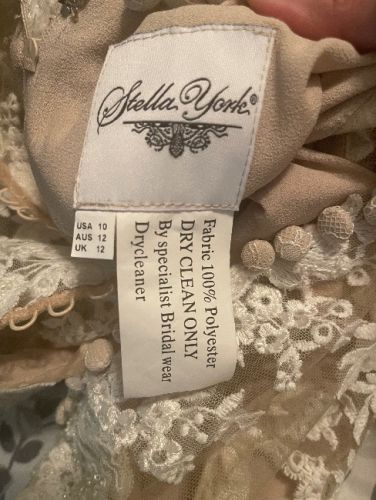 Stella York®
USA 10
AUS 12
UK 12
Fabric 100% Polyester
DRY CLEAN ONLY
By specialist Bridal wear
Drycleaner